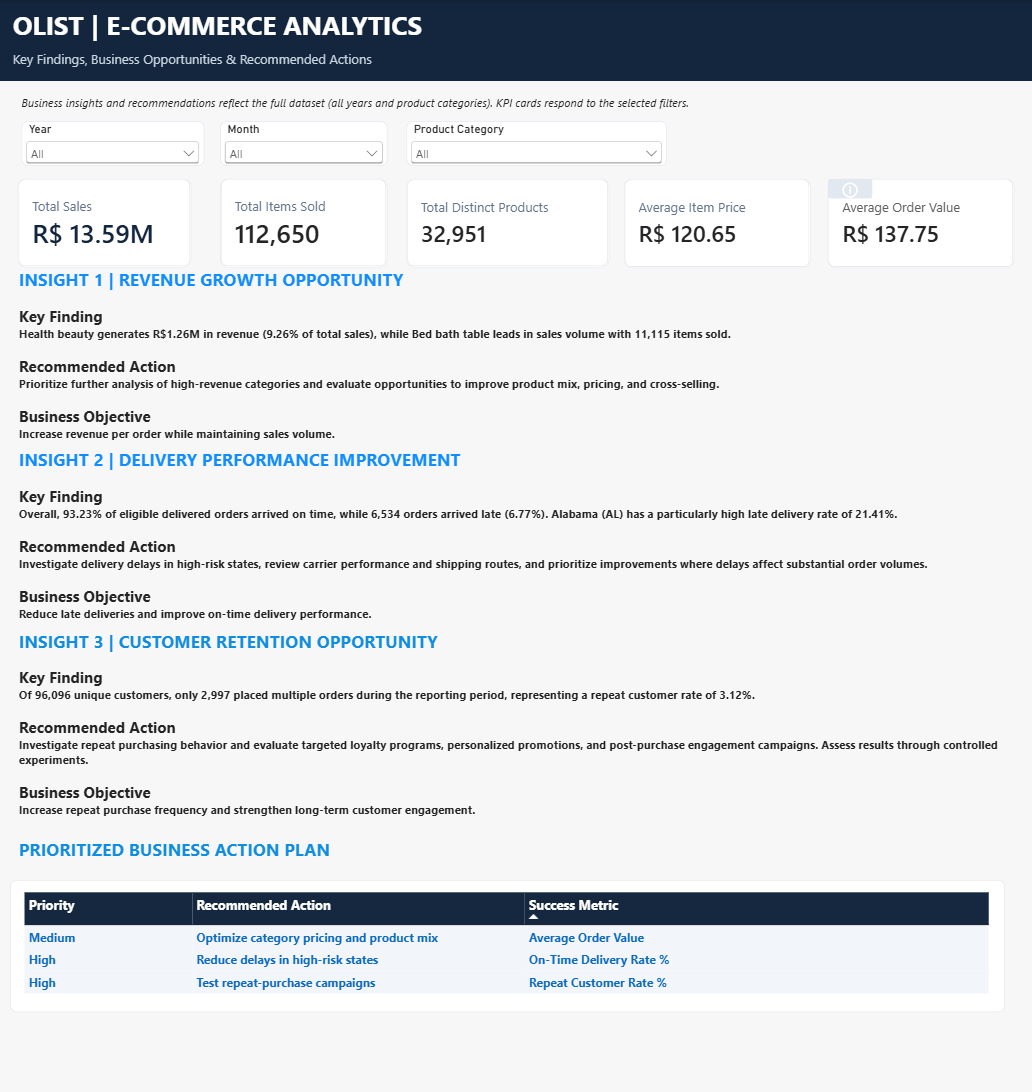 OLIST | E-COMMERCE ANALYTICS
Key Findings, Business Opportunities & Recommended Actions
Business insights and recommendations reflect the full dataset (all years and product categories). KPI cards respond to the selected filters.
Year
All
Month
All
Product Category
All
Total Sales
R$ 13.59M
Total Items Sold
112,650
Total Distinct Products
32,951
Average Item Price
R$ 120.65
Average Order Value
R$ 137.75
INSIGHT 1 | REVENUE GROWTH OPPORTUNITY
Key Finding
Health beauty generates R$1.26M in revenue (9.26% of total sales), while Bed bath table leads in sales volume with 11,115 items sold.
Recommended Action
Prioritize further analysis of high-revenue categories and evaluate opportunities to improve product mix, pricing, and cross-selling.
Business Objective
Increase revenue per order while maintaining sales volume.
INSIGHT 2 | DELIVERY PERFORMANCE IMPROVEMENT
Key Finding
Overall, 93.23% of eligible delivered orders arrived on time, while 6,534 orders arrived late (6.77%). Alabama (AL) has a particularly high late delivery rate of 21.41%.
Recommended Action
Investigate delivery delays in high-risk states, review carrier performance and shipping routes, and prioritize improvements where delays affect substantial order volumes.
Business Objective
Reduce late deliveries and improve on-time delivery performance.
INSIGHT 3 | CUSTOMER RETENTION OPPORTUNITY
Key Finding
Of 96,096 unique customers, only 2,997 placed multiple orders during the reporting period, representing a repeat customer rate of 3.12%.
Recommended Action
Investigate repeat purchasing behavior and evaluate targeted loyalty programs, personalized promotions, and post-purchase engagement campaigns. Assess results through controlled
experiments.
Business Objective
Increase repeat purchase frequency and strengthen long-term customer engagement.
PRIORITIZED BUSINESS ACTION PLAN
Priority Recommended Action Success Metric
Medium Optimize category pricing and product mix Average Order Value
High Reduce delays in high-risk states On-Time Delivery Rate %
High Test repeat-purchase campaigns Repeat Customer Rate %